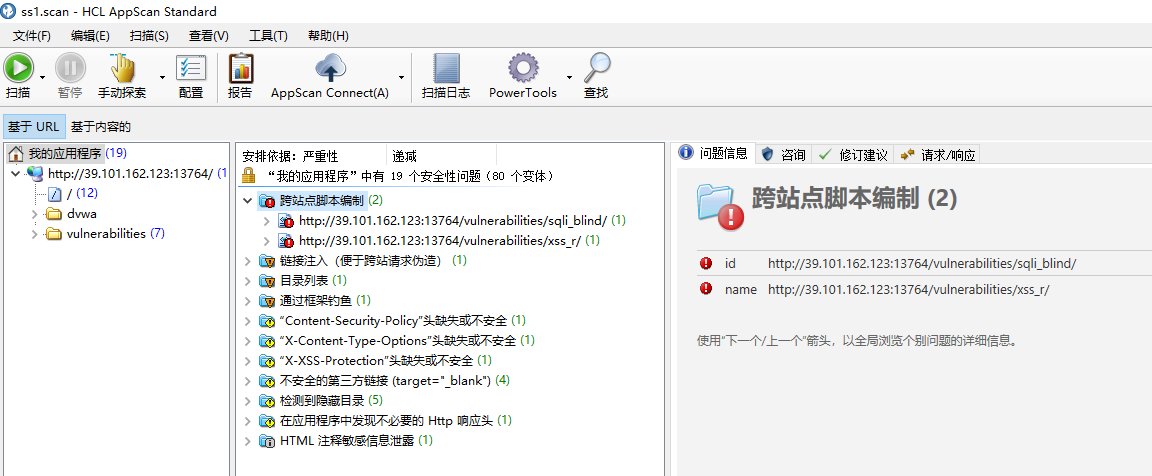 ss1.scan - HCL AppScan Standard
文件(F) 编辑(E) 扫描(S) 查看(V) 工具(T) 帮助(H)
扫描 暂停 手动探索 配置 报告 AppScan Connect(A) 扫描日志 PowerTools 查找
基于 URL 基于内容的
我的应用程序 (19)
http://39.101.162.123:13764/ (1
/ (12)
dvwa
vulnerabilities (7)
安排依据: 严重性 递减
“我的应用程序”中有 19 个安全性问题 (80 个变体)
跨站点脚本编制 (2)
http://39.101.162.123:13764/vulnerabilities/sqli_blind/ (1)
http://39.101.162.123:13764/vulnerabilities/xss_r/ (1)
链接注入（便于跨站请求伪造） (1)
目录列表 (1)
通过框架钓鱼 (1)
“Content-Security-Policy”头缺失或不安全 (1)
“X-Content-Type-Options”头缺失或不安全 (1)
“X-XSS-Protection”头缺失或不安全 (1)
不安全的第三方链接 (target="_blank") (4)
检测到隐藏目录 (5)
在应用程序中发现不必要的 Http 响应头 (1)
HTML 注释敏感信息泄露 (1)
问题信息 咨询 修订建议 请求/响应
跨站点脚本编制 (2)
id http://39.101.162.123:13764/vulnerabilities/sqli_blind/
name http://39.101.162.123:13764/vulnerabilities/xss_r/
使用“下一个/上一个”箭头，以全局浏览个别问题的详细信息。